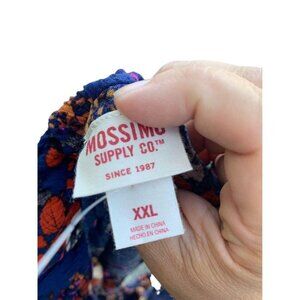 MOSSIMO
SUPPLY CO.™
SINCE 1987
XXL
MADE IN CHINA
HECHO EN CHINA